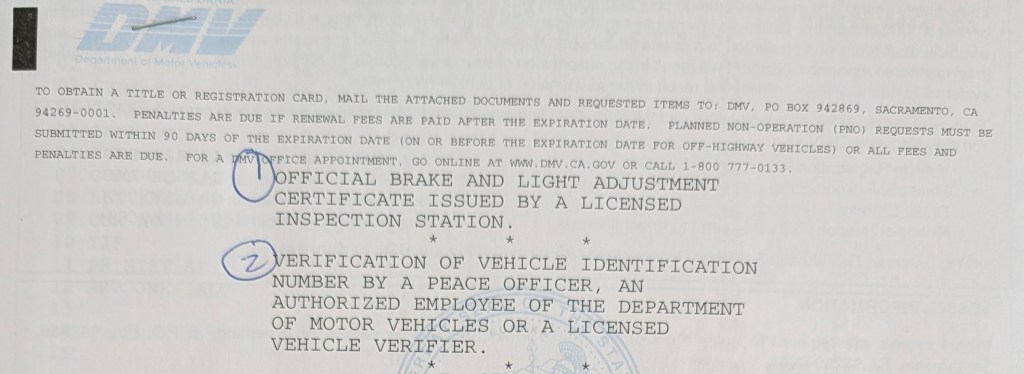 DMV
Department of Motor Vehicles
TO OBTAIN A TITLE OR REGISTRATION CARD, MAIL THE ATTACHED DOCUMENTS AND REQUESTED ITEMS TO: DMV, PO BOX 942869, SACRAMENTO, CA
94269-0001. PENALTIES ARE DUE IF RENEWAL FEES ARE PAID AFTER THE EXPIRATION DATE. PLANNED NON-OPERATION (PNO) REQUESTS MUST BE
SUBMITTED WITHIN 90 DAYS OF THE EXPIRATION DATE (ON OR BEFORE THE EXPIRATION DATE FOR OFF-HIGHWAY VEHICLES) OR ALL FEES AND
PENALTIES ARE DUE. FOR A DMV OFFICE APPOINTMENT, GO ONLINE AT WWW.DMV.CA.GOV OR CALL 1-800 777-0133.
1 OFFICIAL BRAKE AND LIGHT ADJUSTMENT
CERTIFICATE ISSUED BY A LICENSED
INSPECTION STATION.
* * *
2 VERIFICATION OF VEHICLE IDENTIFICATION
NUMBER BY A PEACE OFFICER, AN
AUTHORIZED EMPLOYEE OF THE DEPARTMENT
OF MOTOR VEHICLES OR A LICENSED
VEHICLE VERIFIER.
* * *